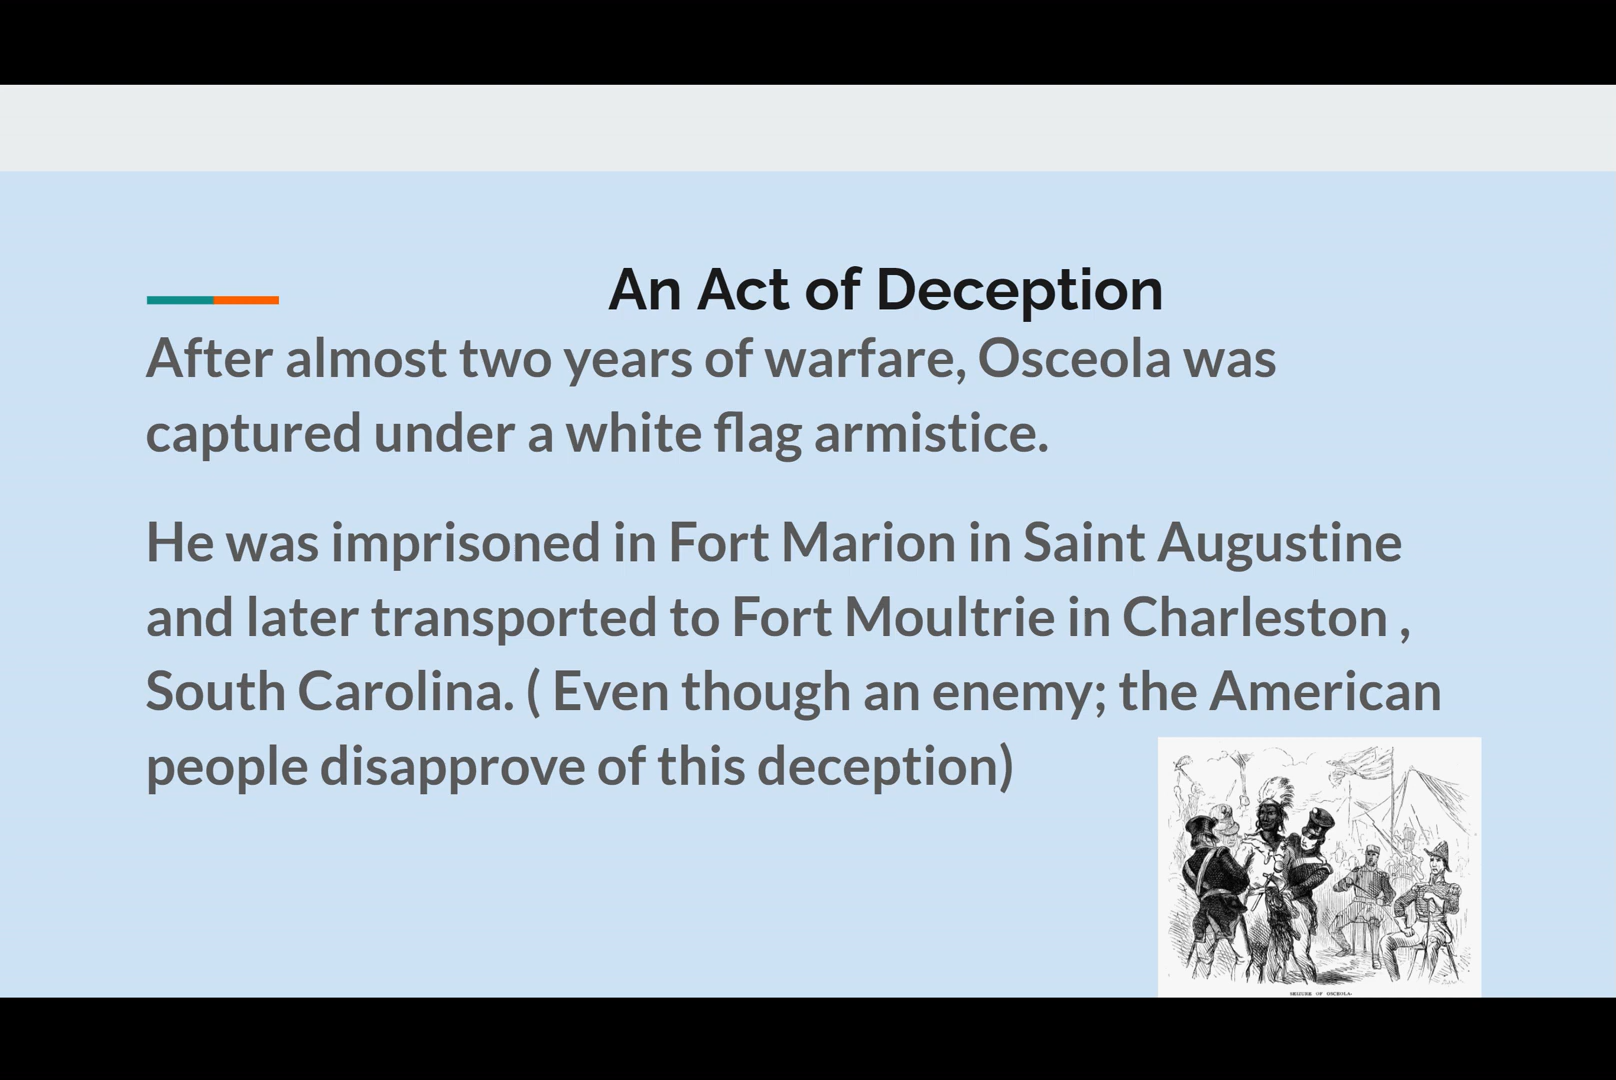 An Act of Deception
After almost two years of warfare, Osceola was
captured under a white flag armistice.
He was imprisoned in Fort Marion in Saint Augustine
and later transported to Fort Moultrie in Charleston ,
South Carolina. ( Even though an enemy; the American
people disapprove of this deception)
SEIZURE OF OSCEOLA.